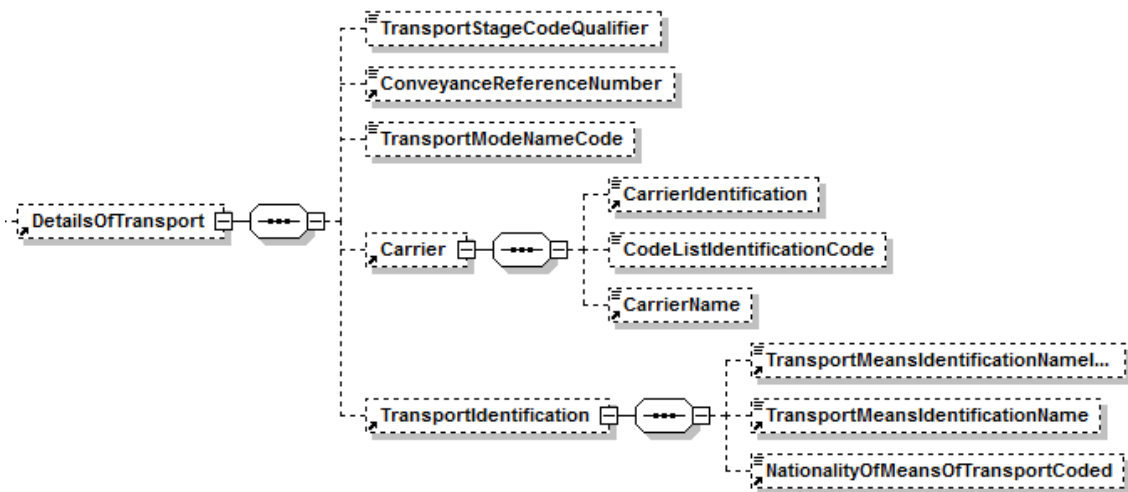 TransportStageCodeQualifier
ConveyanceReferenceNumber
TransportModeNameCode
DetailsOfTransport
Carrier
CarrierIdentification
CodeListIdentificationCode
CarrierName
TransportIdentification
TransportMeansIdentificationNameI...
TransportMeansIdentificationName
NationalityOfMeansOfTransportCoded